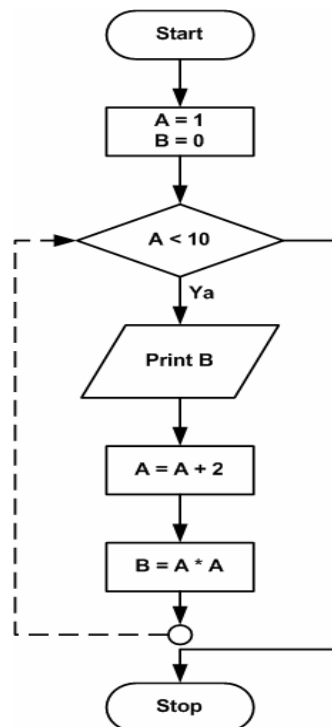 Start
A = 1
B = 0
A < 10
Ya
Print B
A = A + 2
B = A * A
Stop